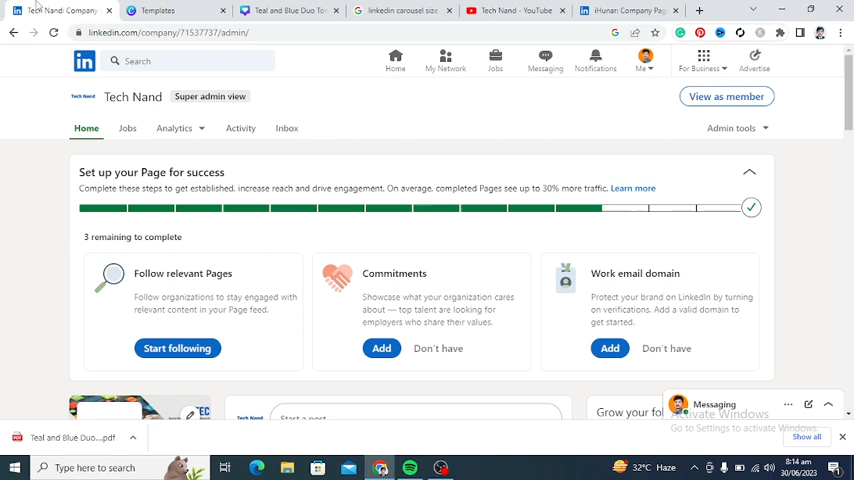 Tech Nand: Company
Templates
Teal and Blue Duo To
linkedin carousel size
Tech Nand - YouTube
iHunar: Company Pag
linkedin.com/company/71537737/admin/
in
Search
Home
My Network
Jobs
Messaging
Notifications
Me
For Business
Advertise
Tech Nand
Tech Nand
Super admin view
View as member
Home
Jobs
Analytics
Activity
Inbox
Admin tools
Set up your Page for success
Complete these steps to get established, increase reach and drive engagement. On average, completed Pages see up to 30% more traffic. Learn more
3 remaining to complete
Follow relevant Pages
Follow organizations to stay engaged with
relevant content in your Page feed.
Start following
Commitments
Showcase what your organization cares
about — top talent are looking for
employers who share their values.
Add
Don't have
Work email domain
Protect your brand on LinkedIn by turning
on verifications. Add a valid domain to
get started.
Add
Don't have
TEC
Tech Nand
Start a post
Grow your fol
Messaging
Activate Windows
Go to Settings to activate Windows.
Teal and Blue Duo....pdf
Show all
Type here to search
32°C Haze
8:14 am
30/06/2023